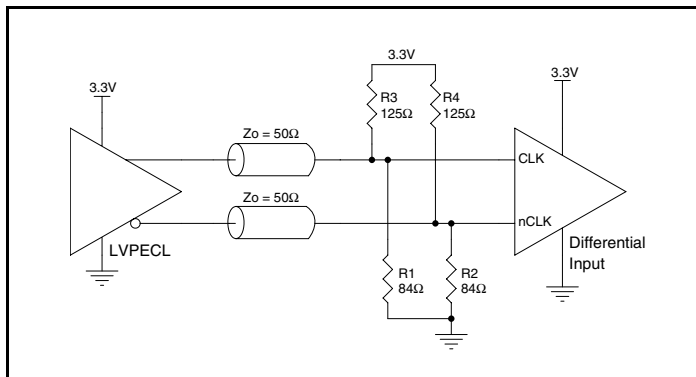 3.3V
3.3V
3.3V
R3
125Ω
R4
125Ω
Zo = 50Ω
CLK
Zo = 50Ω
nCLK
LVPECL
Differential
Input
R1
84Ω
R2
84Ω